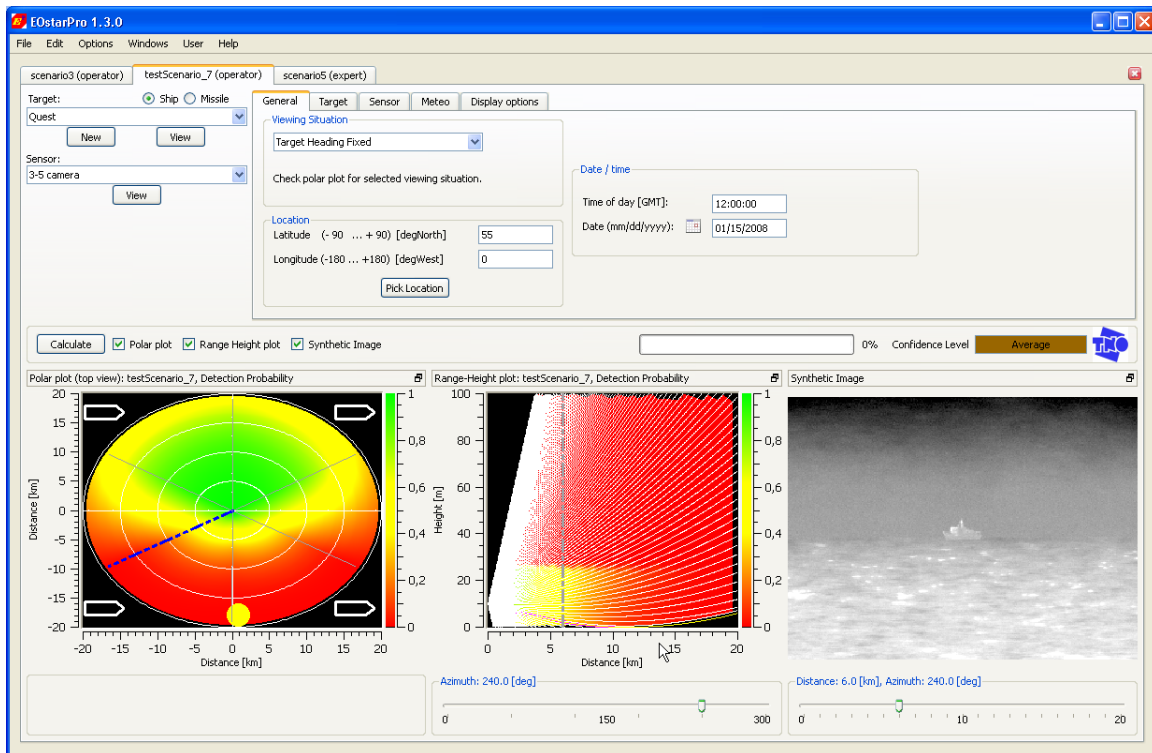 EOstarPro 1.3.0
File Edit Options Windows User Help
scenario3 (operator) testScenario_7 (operator) scenario5 (expert)
Target: Ship Missile
Quest
New View
Sensor:
3-5 camera
View
General Target Sensor Meteo Display options
Viewing Situation
Target Heading Fixed
Check polar plot for selected viewing situation.
Location
Latitude (- 90 ... + 90) [degNorth] 55
Longitude (-180 ... +180) [degWest] 0
Pick Location
Date / time
Time of day [GMT]: 12:00:00
Date (mm/dd/yyyy): 01/15/2008
Calculate Polar plot Range Height plot Synthetic Image 0% Confidence Level Average TNO
Polar plot (top view): testScenario_7, Detection Probability
20
15
10
5
0
-5
-10
-15
-20
Distance [km]
-20 -15 -10 -5 0 5 10 15 20
Distance [km]
1
0,8
0,6
0,4
0,2
0
Range-Height plot: testScenario_7, Detection Probability
100
80
60
40
20
0
Height [m]
0 5 10 15 20
Distance [km]
1
0,8
0,6
0,4
0,2
0
Synthetic Image
Azimuth: 240.0 [deg]
0 150 300
Distance: 6.0 [km], Azimuth: 240.0 [deg]
0 10 20